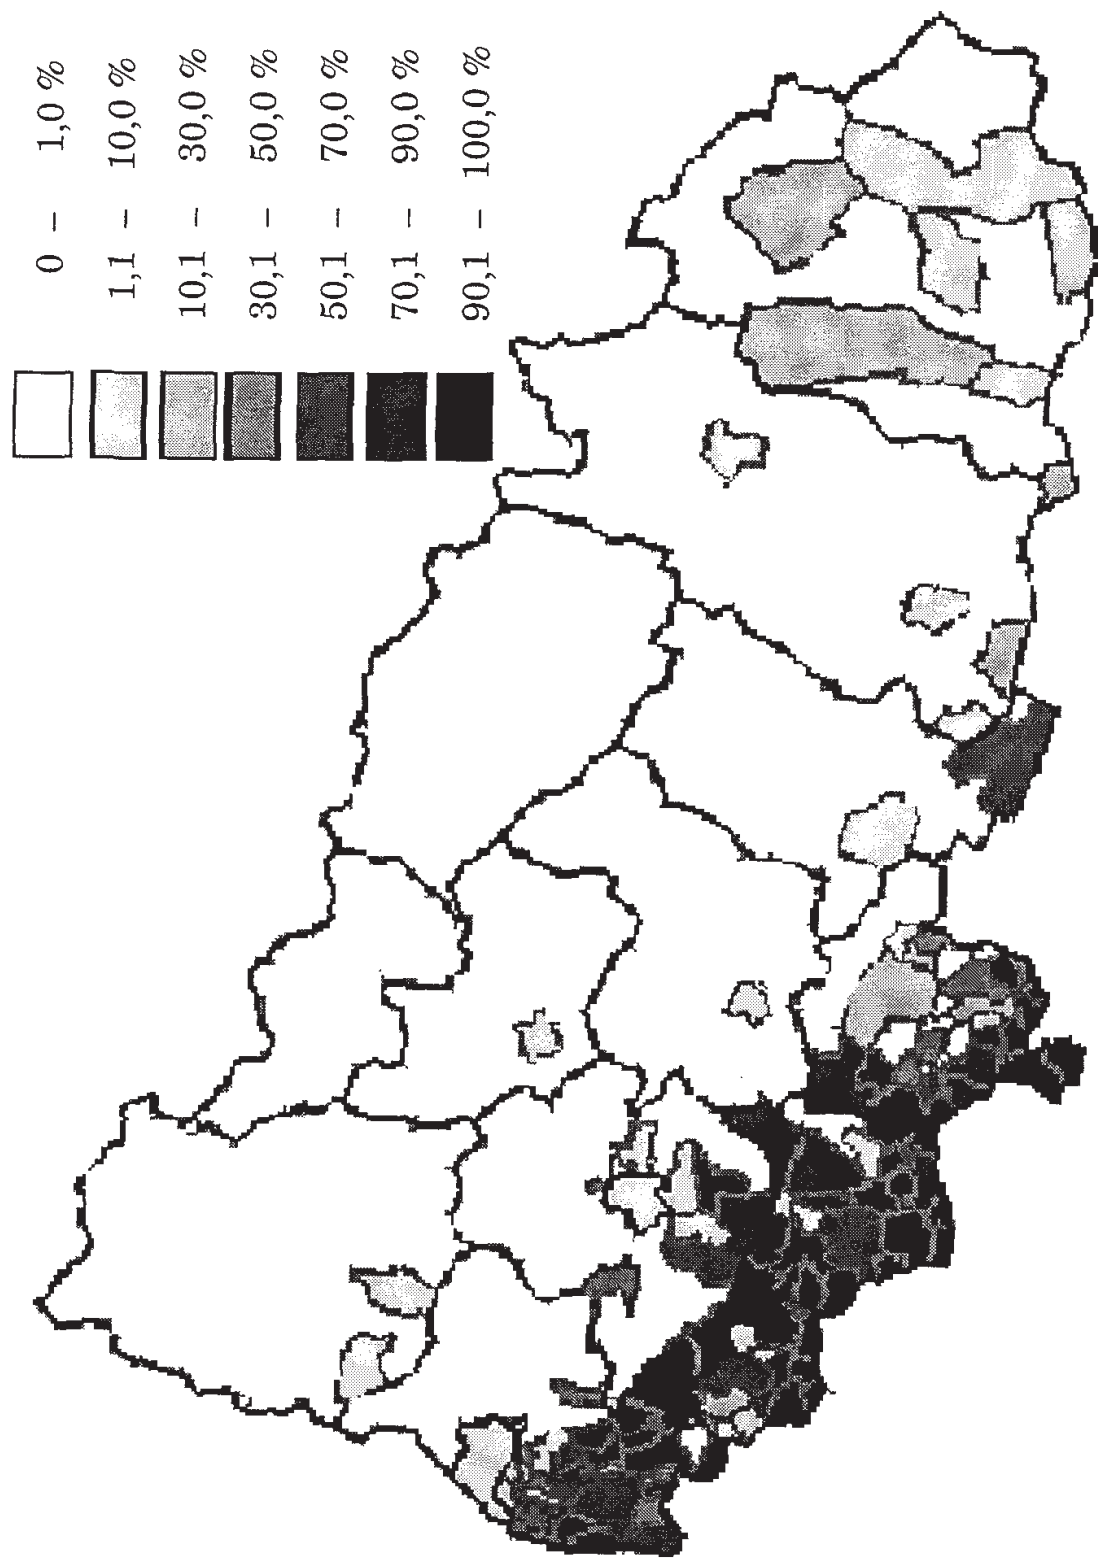 0 – 1,0 %
1,1 – 10,0 %
10,1 – 30,0 %
30,1 – 50,0 %
50,1 – 70,0 %
70,1 – 90,0 %
90,1 – 100,0 %